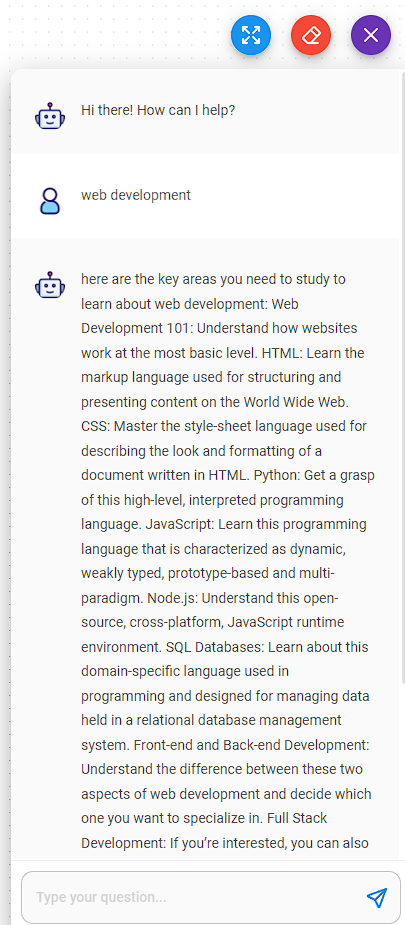 Hi there! How can I help?
web development
here are the key areas you need to study to
learn about web development: Web
Development 101: Understand how websites
work at the most basic level. HTML: Learn the
markup language used for structuring and
presenting content on the World Wide Web.
CSS: Master the style-sheet language used for
describing the look and formatting of a
document written in HTML. Python: Get a grasp
of this high-level, interpreted programming
language. JavaScript: Learn this programming
language that is characterized as dynamic,
weakly typed, prototype-based and multi-
paradigm. Node.js: Understand this open-
source, cross-platform, JavaScript runtime
environment. SQL Databases: Learn about this
domain-specific language used in
programming and designed for managing data
held in a relational database management
system. Front-end and Back-end Development:
Understand the difference between these two
aspects of web development and decide which
one you want to specialize in. Full Stack
Development: If you’re interested, you can also
Type your question...